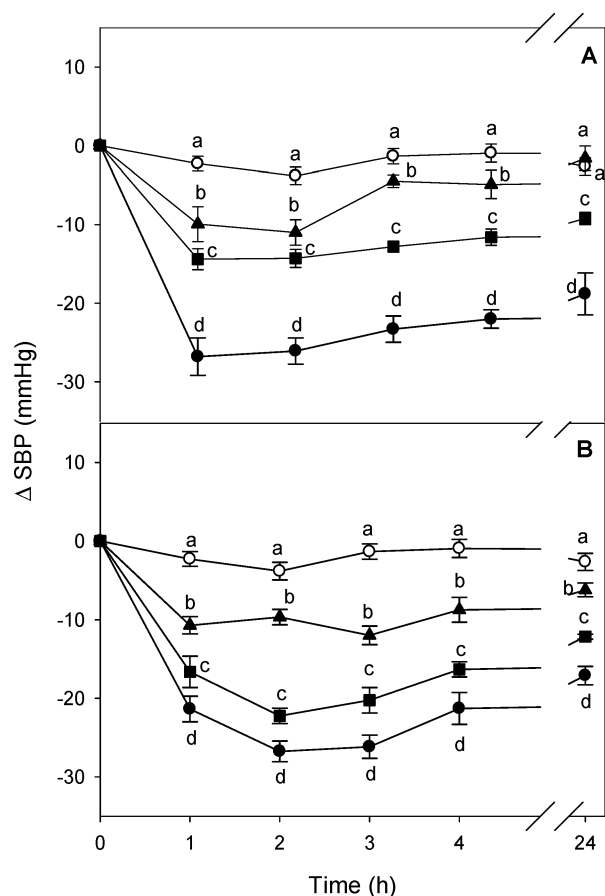 A
10
a a a a
0
a
b b a
b b c
-10
c c
c c
d
-20
d d
d d
-30
Δ SBP (mmHg)
B
10
a a a a
0
a
b b
b b b
-10
c
c c
c c
-20
d
d d
d d
-30
0 1 2 3 4 24
Time (h)